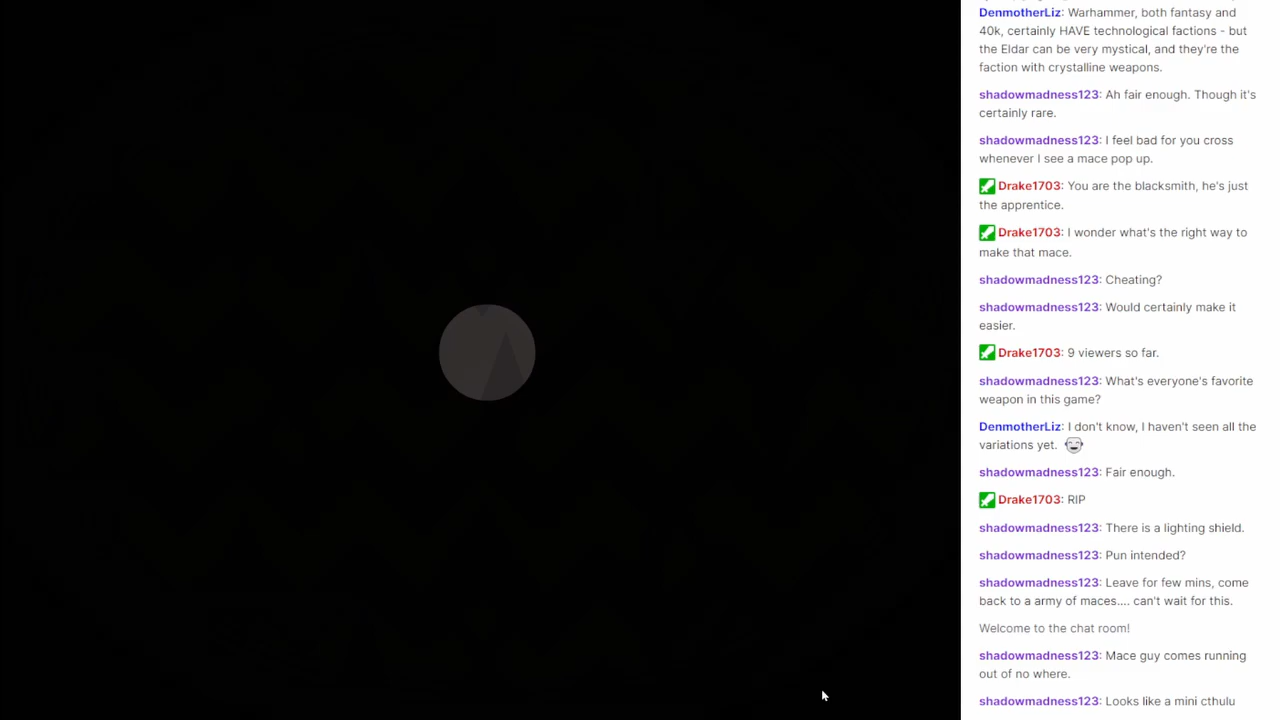 DenmotherLiz: Warhammer, both fantasy and
40k, certainly HAVE technological factions - but
the Eldar can be very mystical, and they're the
faction with crystalline weapons.
shadowmadness123: Ah fair enough. Though it's
certainly rare.
shadowmadness123: I feel bad for you cross
whenever I see a mace pop up.
Drake1703: You are the blacksmith, he's just
the apprentice.
Drake1703: I wonder what's the right way to
make that mace.
shadowmadness123: Cheating?
shadowmadness123: Would certainly make it
easier.
Drake1703: 9 viewers so far.
shadowmadness123: What's everyone's favorite
weapon in this game?
DenmotherLiz: I don't know, I haven't seen all the
variations yet.
shadowmadness123: Fair enough.
Drake1703: RIP
shadowmadness123: There is a lighting shield.
shadowmadness123: Pun intended?
shadowmadness123: Leave for few mins, come
back to a army of maces.... can't wait for this.
Welcome to the chat room!
shadowmadness123: Mace guy comes running
out of no where.
shadowmadness123: Looks like a mini cthulu